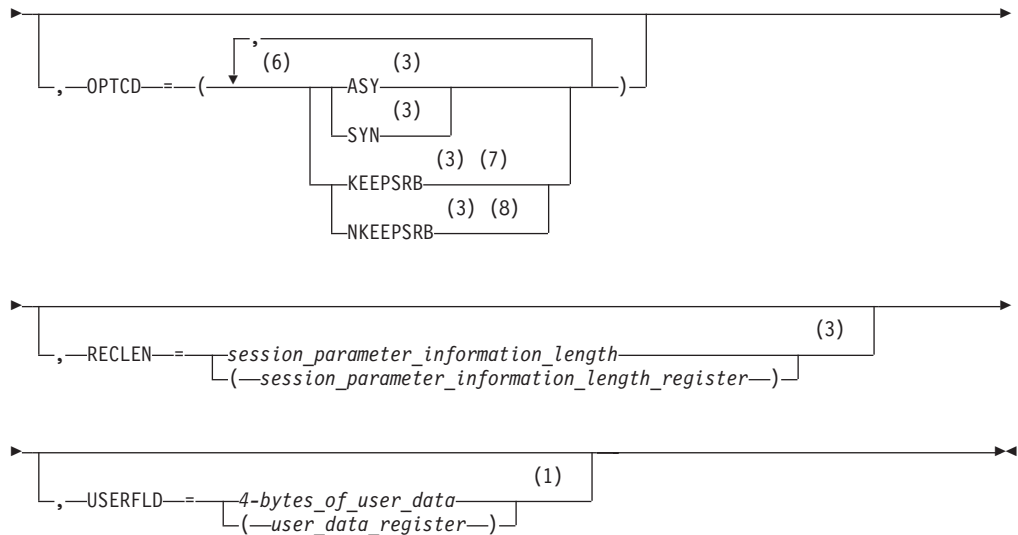 ,
(6) (3)
, OPTCD = ( ASY )
(3)
SYN
(3) (7)
KEEPSRB
(3) (8)
NKEEPSRB
(3)
, RECLEN = session_parameter_information_length
( session_parameter_information_length_register )
(1)
, USERFLD = 4-bytes_of_user_data
( user_data_register )